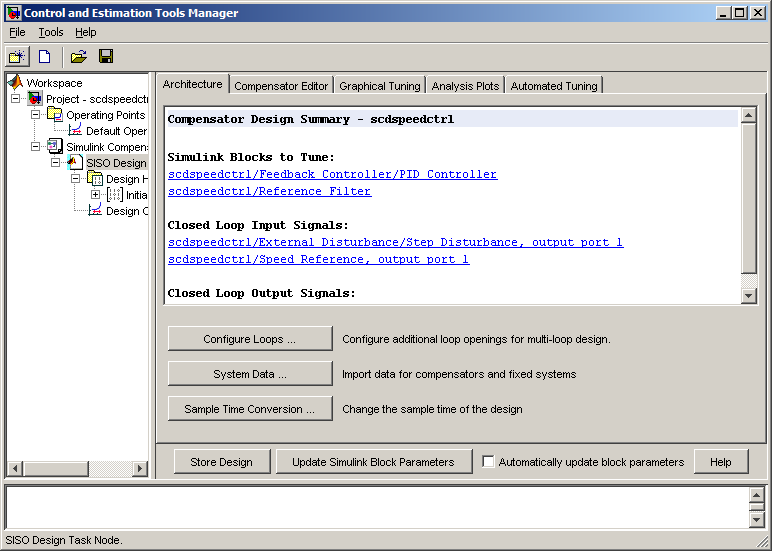 Control and Estimation Tools Manager
File Tools Help
Workspace
Project - scdspeedctr
Operating Points
Default Oper
Simulink Compens
SISO Design
Design H
Initia
Design O
Architecture Compensator Editor Graphical Tuning Analysis Plots Automated Tuning
Compensator Design Summary - scdspeedctrl
Simulink Blocks to Tune:
scdspeedctrl/Feedback Controller/PID Controller
scdspeedctrl/Reference Filter
Closed Loop Input Signals:
scdspeedctrl/External Disturbance/Step Disturbance, output port 1
scdspeedctrl/Speed Reference, output port 1
Closed Loop Output Signals:
Configure Loops ... Configure additional loop openings for multi-loop design.
System Data ... Import data for compensators and fixed systems
Sample Time Conversion ... Change the sample time of the design
Store Design Update Simulink Block Parameters Automatically update block parameters Help
SISO Design Task Node.